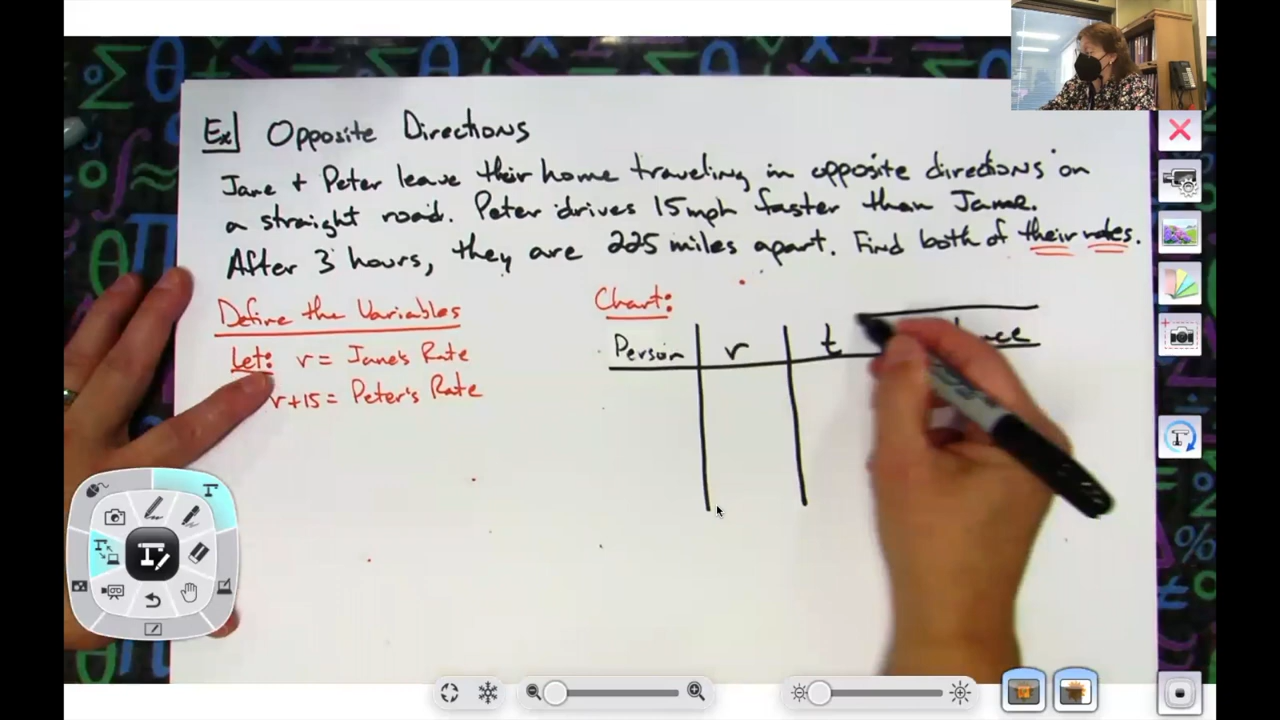 Ex Opposite Directions
Jane + Peter leave their home traveling in opposite directions on
a straight road. Peter drives 15 mph faster than Jane.
After 3 hours, they are 225 miles apart. Find both of their rates.
Define the Variables
Let: r = Jane's Rate
r+15 = Peter's Rate
Chart:
Person r t